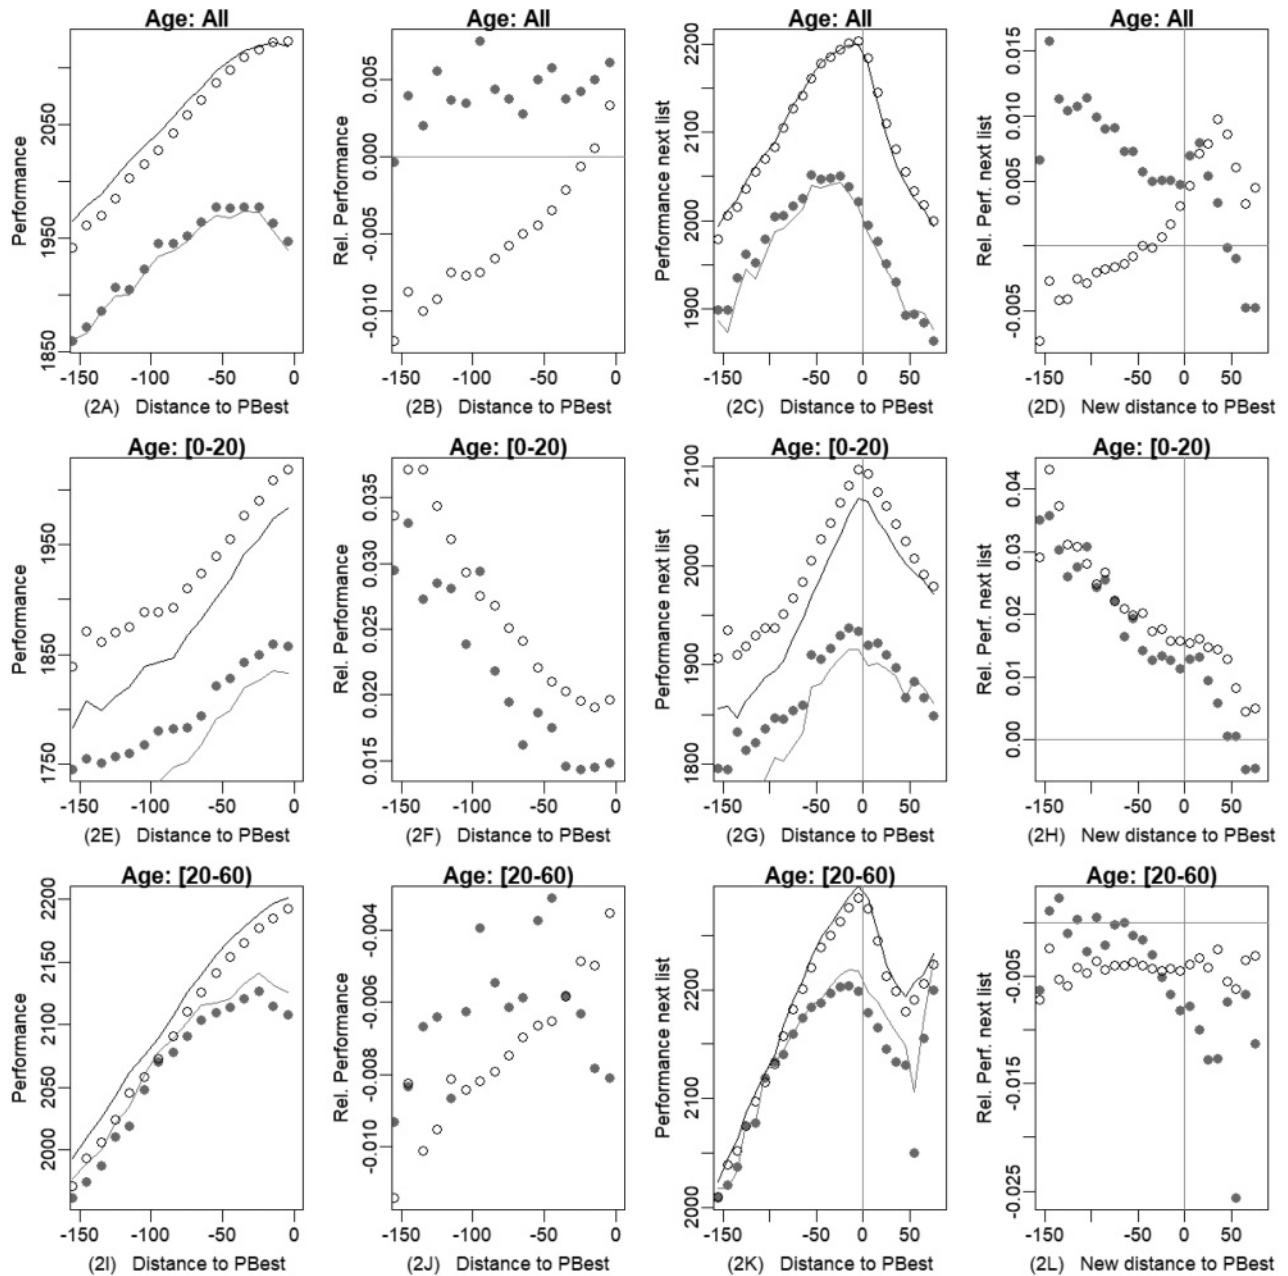 Age: All
Performance
1850 1950 2050
-150 -100 -50 0
(2A) Distance to PBest
Age: All
Rel. Performance
-0.010 -0.005 0.000 0.005
-150 -100 -50 0
(2B) Distance to PBest
Age: All
Performance next list
1900 2000 2100 2200
-150 -50 0 50
(2C) Distance to PBest
Age: All
Rel. Perf. next list
-0.005 0.005 0.010 0.015
-150 -50 0 50
(2D) New distance to PBest
Age: [0-20)
Performance
1750 1850 1950
-150 -100 -50 0
(2E) Distance to PBest
Age: [0-20)
Rel. Performance
0.015 0.020 0.025 0.030 0.035
-150 -100 -50 0
(2F) Distance to PBest
Age: [0-20)
Performance next list
1800 1900 2000 2100
-150 -50 0 50
(2G) Distance to PBest
Age: [0-20)
Rel. Perf. next list
0.00 0.01 0.02 0.03 0.04
-150 -50 0 50
(2H) New distance to PBest
Age: [20-60)
Performance
2000 2050 2100 2150 2200
-150 -100 -50 0
(2I) Distance to PBest
Age: [20-60)
Rel. Performance
-0.010 -0.008 -0.006 -0.004
-150 -100 -50 0
(2J) Distance to PBest
Age: [20-60)
Performance next list
2000 2100 2200
-150 -50 0 50
(2K) Distance to PBest
Age: [20-60)
Rel. Perf. next list
-0.025 -0.015 -0.005
-150 -50 0 50
(2L) New distance to PBest